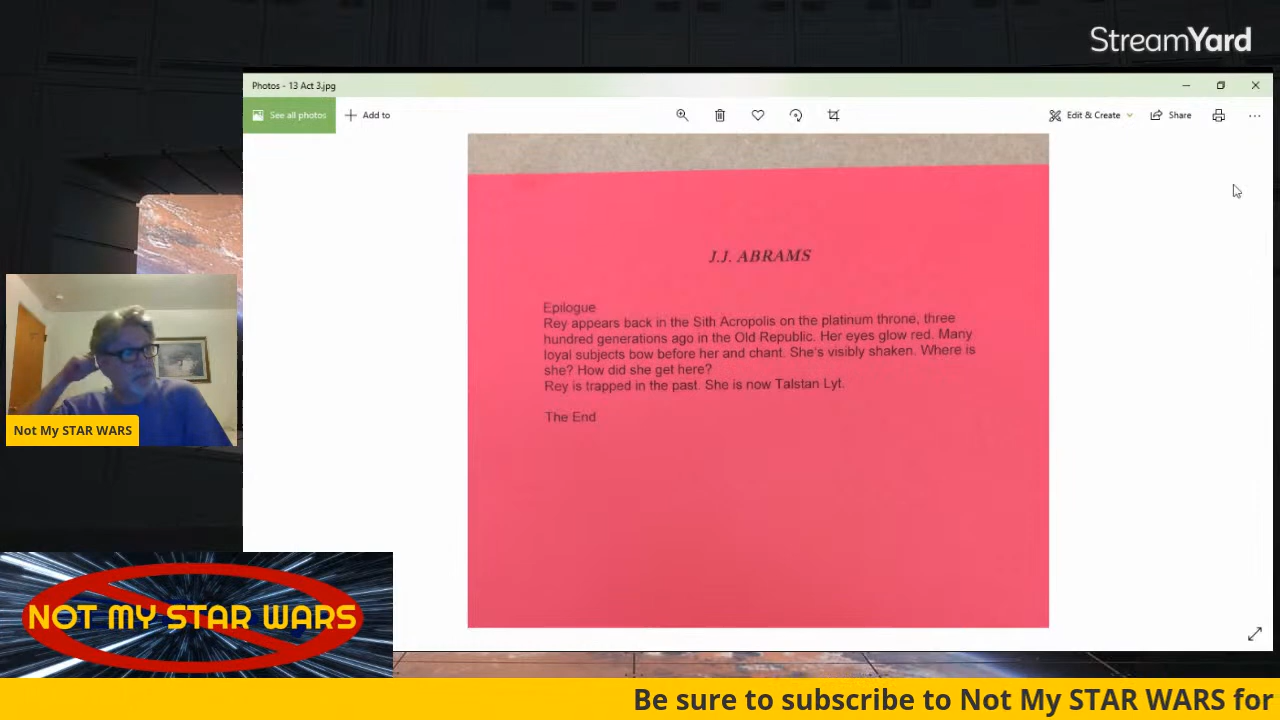 StreamYard
Photos - 13 Act 3.jpg
See all photos
Add to
Edit & Create
Share
J.J. ABRAMS
Epilogue
Rey appears back in the Sith Acropolis on the platinum throne, three
hundred generations ago in the Old Republic. Her eyes glow red. Many
loyal subjects bow before her and chant. She's visibly shaken. Where is
she? How did she get here?
Rey is trapped in the past. She is now Talstan Lyt.
The End
Not My STAR WARS
NOT MY STAR WARS
Be sure to subscribe to Not My STAR WARS for